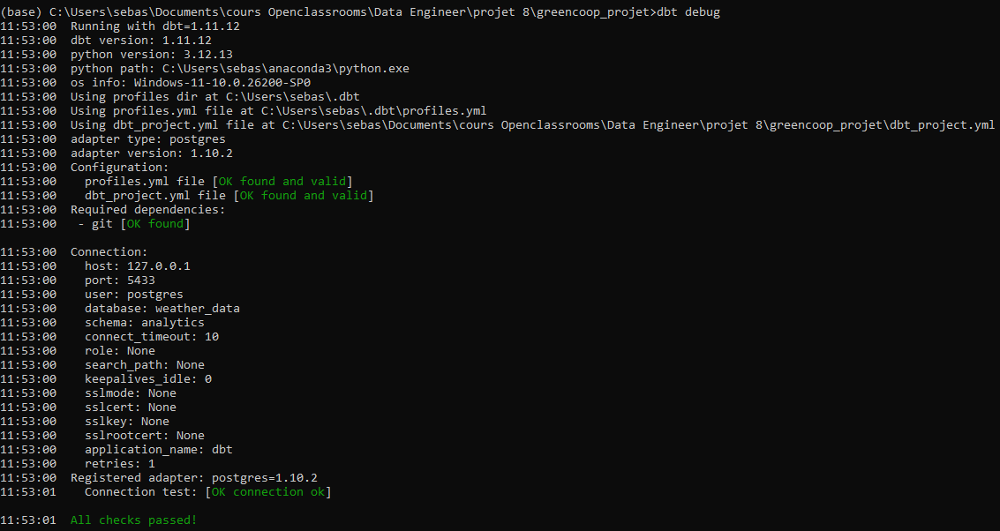 (base) C:\Users\sebas\Documents\cours Openclassrooms\Data Engineer\projet 8\greencoop_projet>dbt debug
11:53:00  Running with dbt=1.11.12
11:53:00  dbt version: 1.11.12
11:53:00  python version: 3.12.13
11:53:00  python path: C:\Users\sebas\anaconda3\python.exe
11:53:00  os info: Windows-11-10.0.26200-SP0
11:53:00  Using profiles dir at C:\Users\sebas\.dbt
11:53:00  Using profiles.yml file at C:\Users\sebas\.dbt\profiles.yml
11:53:00  Using dbt_project.yml file at C:\Users\sebas\Documents\cours Openclassrooms\Data Engineer\projet 8\greencoop_projet\dbt_project.yml
11:53:00  adapter type: postgres
11:53:00  adapter version: 1.10.2
11:53:00  Configuration:
11:53:00    profiles.yml file [OK found and valid]
11:53:00    dbt_project.yml file [OK found and valid]
11:53:00  Required dependencies:
11:53:00   - git [OK found]

11:53:00  Connection:
11:53:00    host: 127.0.0.1
11:53:00    port: 5433
11:53:00    user: postgres
11:53:00    database: weather_data
11:53:00    schema: analytics
11:53:00    connect_timeout: 10
11:53:00    role: None
11:53:00    search_path: None
11:53:00    keepalives_idle: 0
11:53:00    sslmode: None
11:53:00    sslcert: None
11:53:00    sslkey: None
11:53:00    sslrootcert: None
11:53:00    application_name: dbt
11:53:00    retries: 1
11:53:00  Registered adapter: postgres=1.10.2
11:53:01    Connection test: [OK connection ok]

11:53:01  All checks passed!